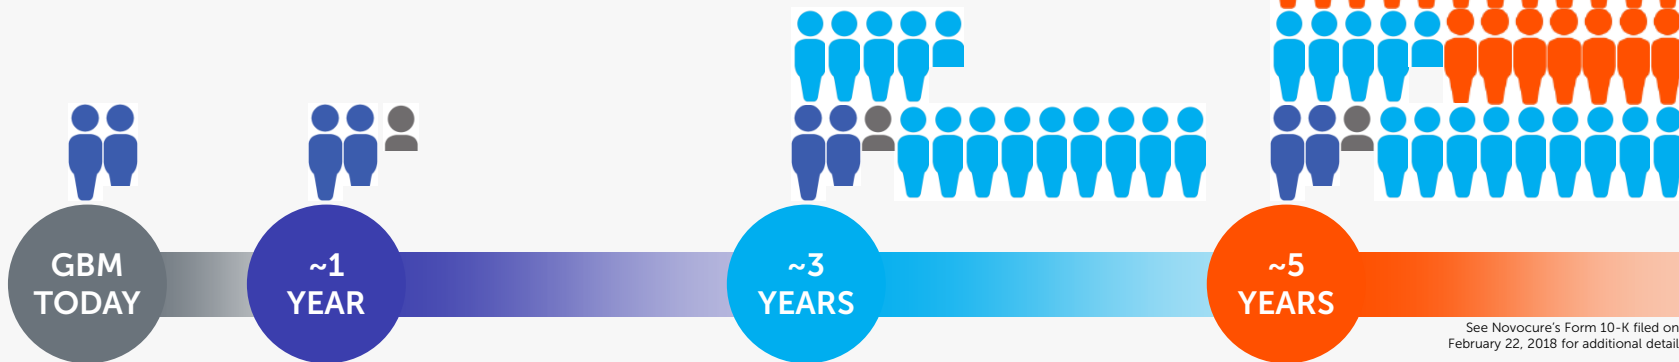 GBM
TODAY
~1
YEAR
~3
YEARS
~5
YEARS
See Novocure's Form 10-K filed on
February 22, 2018 for additional detail